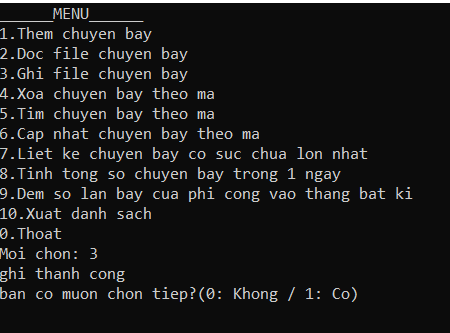 ______MENU______
1.Them chuyen bay
2.Doc file chuyen bay
3.Ghi file chuyen bay
4.Xoa chuyen bay theo ma
5.Tim chuyen bay theo ma
6.Cap nhat chuyen bay theo ma
7.Liet ke chuyen bay co suc chua lon nhat
8.Tinh tong so chuyen bay trong 1 ngay
9.Dem so lan bay cua phi cong vao thang bat ki
10.Xuat danh sach
0.Thoat
Moi chon: 3
ghi thanh cong
ban co muon chon tiep?(0: Khong / 1: Co)